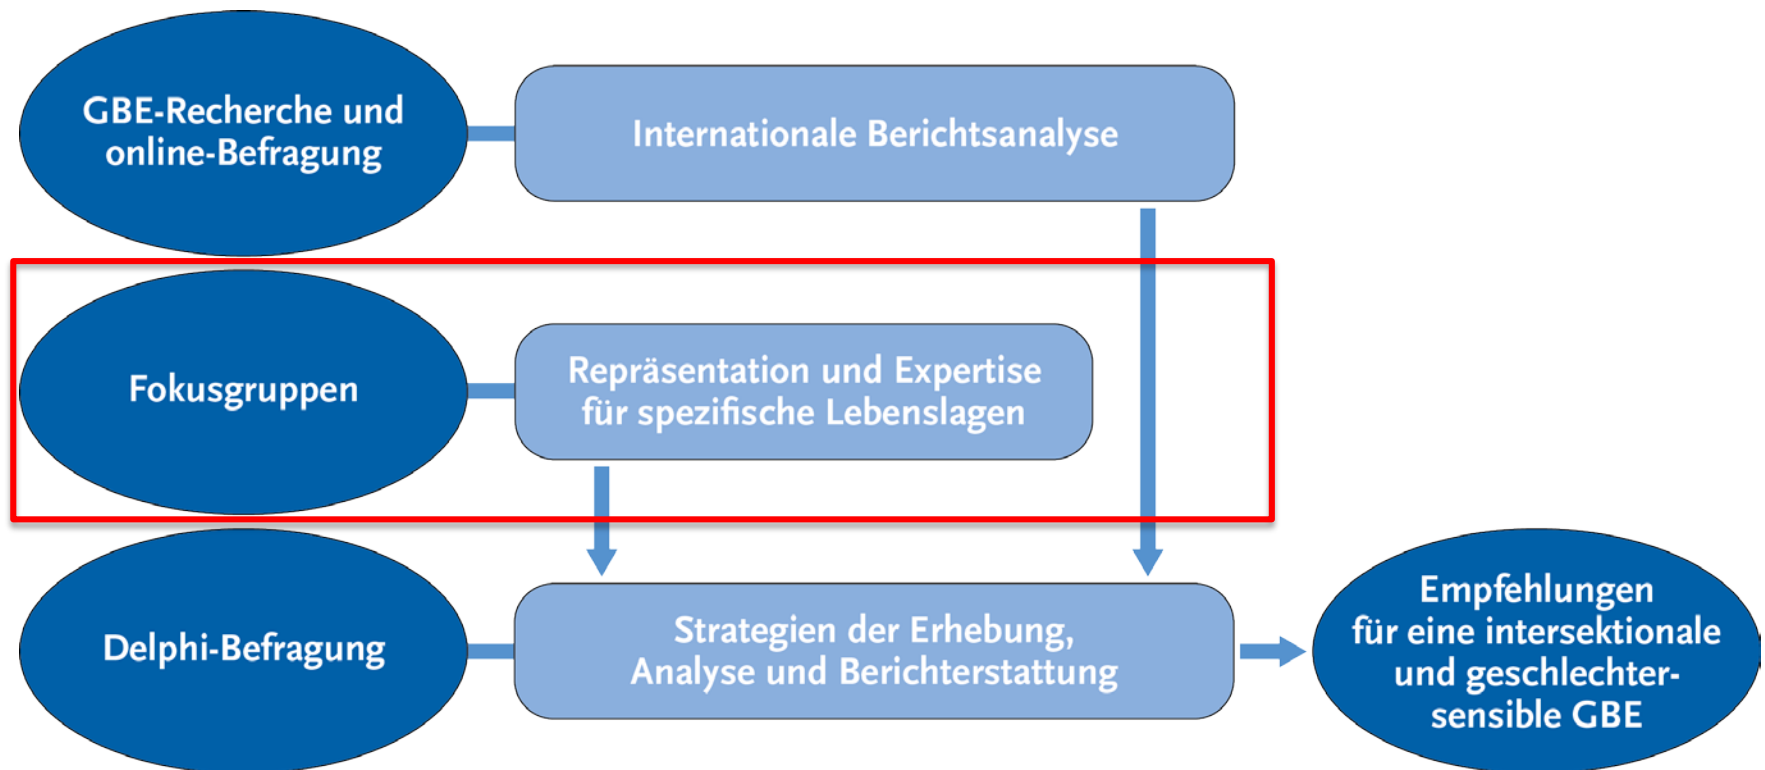 GBE-Recherche und
online-Befragung
Internationale Berichtsanalyse
Fokusgruppen
Repräsentation und Expertise
für spezifische Lebenslagen
Delphi-Befragung
Strategien der Erhebung,
Analyse und Berichterstattung
Empfehlungen
für eine intersektionale
und geschlechter-
sensible GBE